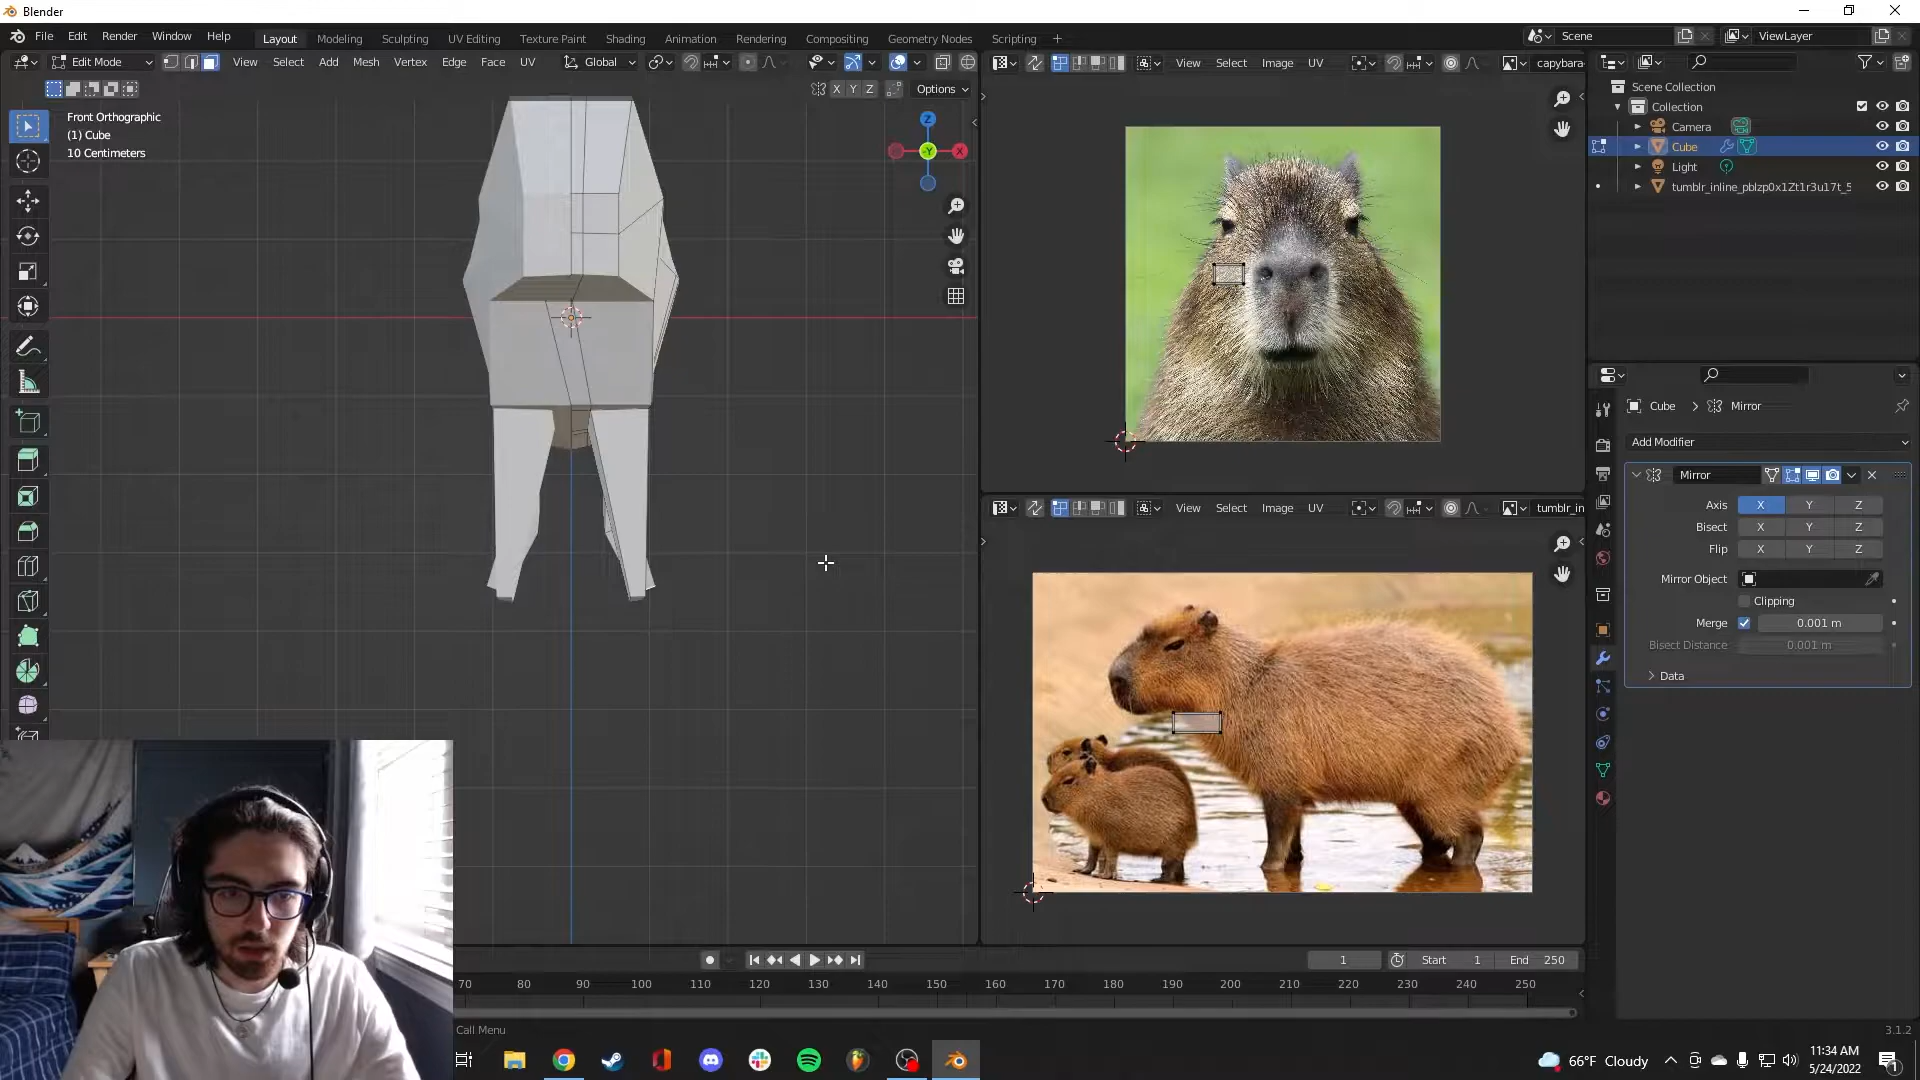 Blender
File Edit Render Window Help
Layout Modeling Sculpting UV Editing Texture Paint Shading Animation Rendering Compositing Geometry Nodes Scripting +
Scene
ViewLayer
Edit Mode
View Select Add Mesh Vertex Edge Face UV
Global
X Y Z
Options
Front Orthographic
(1) Cube
10 Centimeters
Z
-Y
X
View Select Image UV
capybara
View Select Image UV
tumblr_in
Scene Collection
Collection
Camera
Cube
Light
tumblr_inline_pblzp0x1Zt1r3u17t_5
Cube > Mirror
Add Modifier
Mirror
Axis X Y Z
Bisect X Y Z
Flip X Y Z
Mirror Object
Clipping
Merge 0.001 m
Bisect Distance 0.001 m
> Data
1
Start 1
End 250
70 80 90 100 110 120 130 140 150 160 170 180 190 200 210 220 230 240 250
Call Menu
3.1.2
66°F Cloudy
11:34 AM
5/24/2022
1